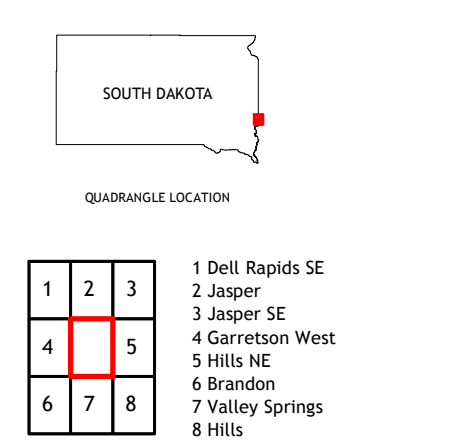 SOUTH DAKOTA
QUADRANGLE LOCATION
1 2 3
4 5
6 7 8
1 Dell Rapids SE
2 Jasper
3 Jasper SE
4 Garretson West
5 Hills NE
6 Brandon
7 Valley Springs
8 Hills